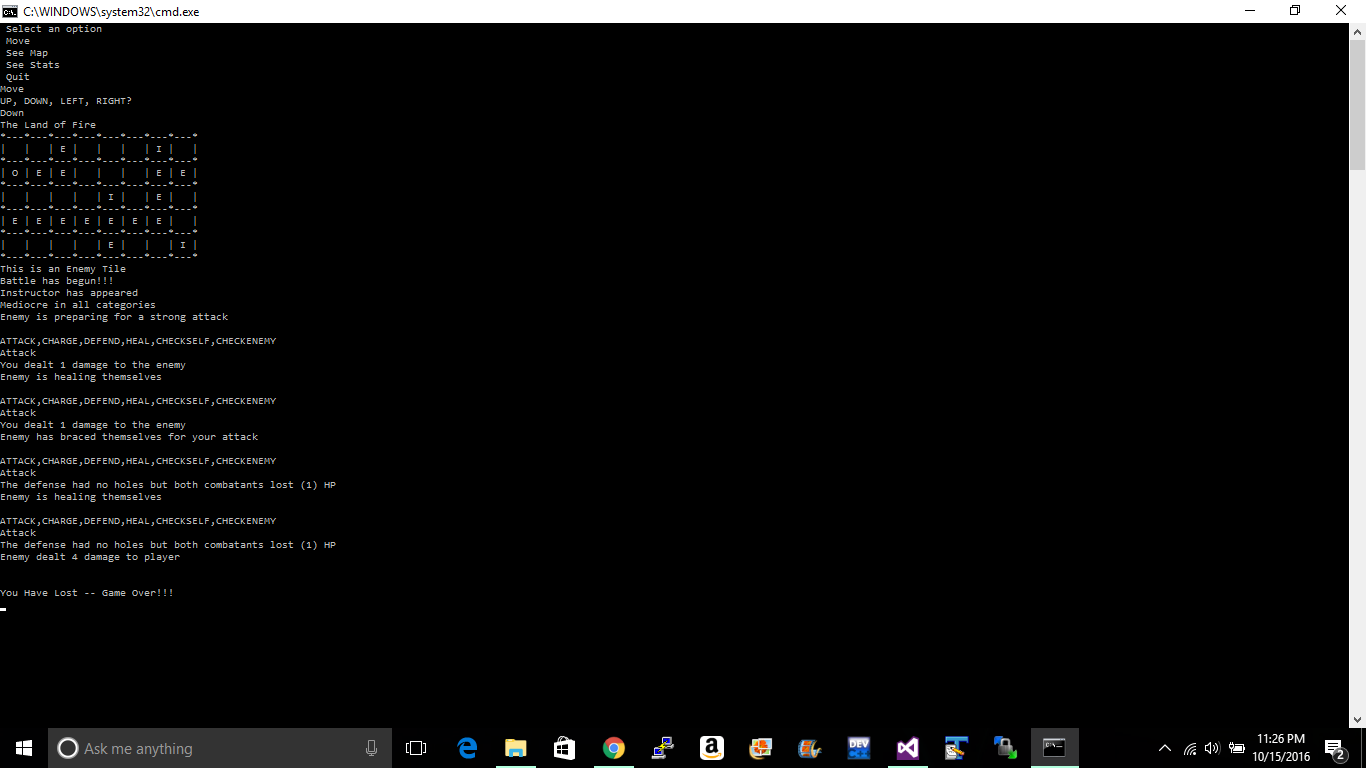 C:\WINDOWS\system32\cmd.exe
Select an option
Move
See Map
See Stats
Quit
Move
UP, DOWN, LEFT, RIGHT?
Down
The Land of Fire
*---*---*---*---*---*---*---*---*
|   |   | E |   |   |   | I |   |
*---*---*---*---*---*---*---*---*
| O | E | E |   |   |   | E | E |
*---*---*---*---*---*---*---*---*
|   |   |   |   | I |   | E |   |
*---*---*---*---*---*---*---*---*
| E | E | E | E | E | E | E |   |
*---*---*---*---*---*---*---*---*
|   |   |   |   | E |   |   | I |
*---*---*---*---*---*---*---*---*
This is an Enemy Tile
Battle has begun!!!
Instructor has appeared
Mediocre in all categories
Enemy is preparing for a strong attack
ATTACK,CHARGE,DEFEND,HEAL,CHECKSELF,CHECKENEMY
Attack
You dealt 1 damage to the enemy
Enemy is healing themselves
ATTACK,CHARGE,DEFEND,HEAL,CHECKSELF,CHECKENEMY
Attack
You dealt 1 damage to the enemy
Enemy has braced themselves for your attack
ATTACK,CHARGE,DEFEND,HEAL,CHECKSELF,CHECKENEMY
Attack
The defense had no holes but both combatants lost (1) HP
Enemy is healing themselves
ATTACK,CHARGE,DEFEND,HEAL,CHECKSELF,CHECKENEMY
Attack
The defense had no holes but both combatants lost (1) HP
Enemy dealt 4 damage to player
You Have Lost -- Game Over!!!
Ask me anything
DEV
11:26 PM
10/15/2016
2